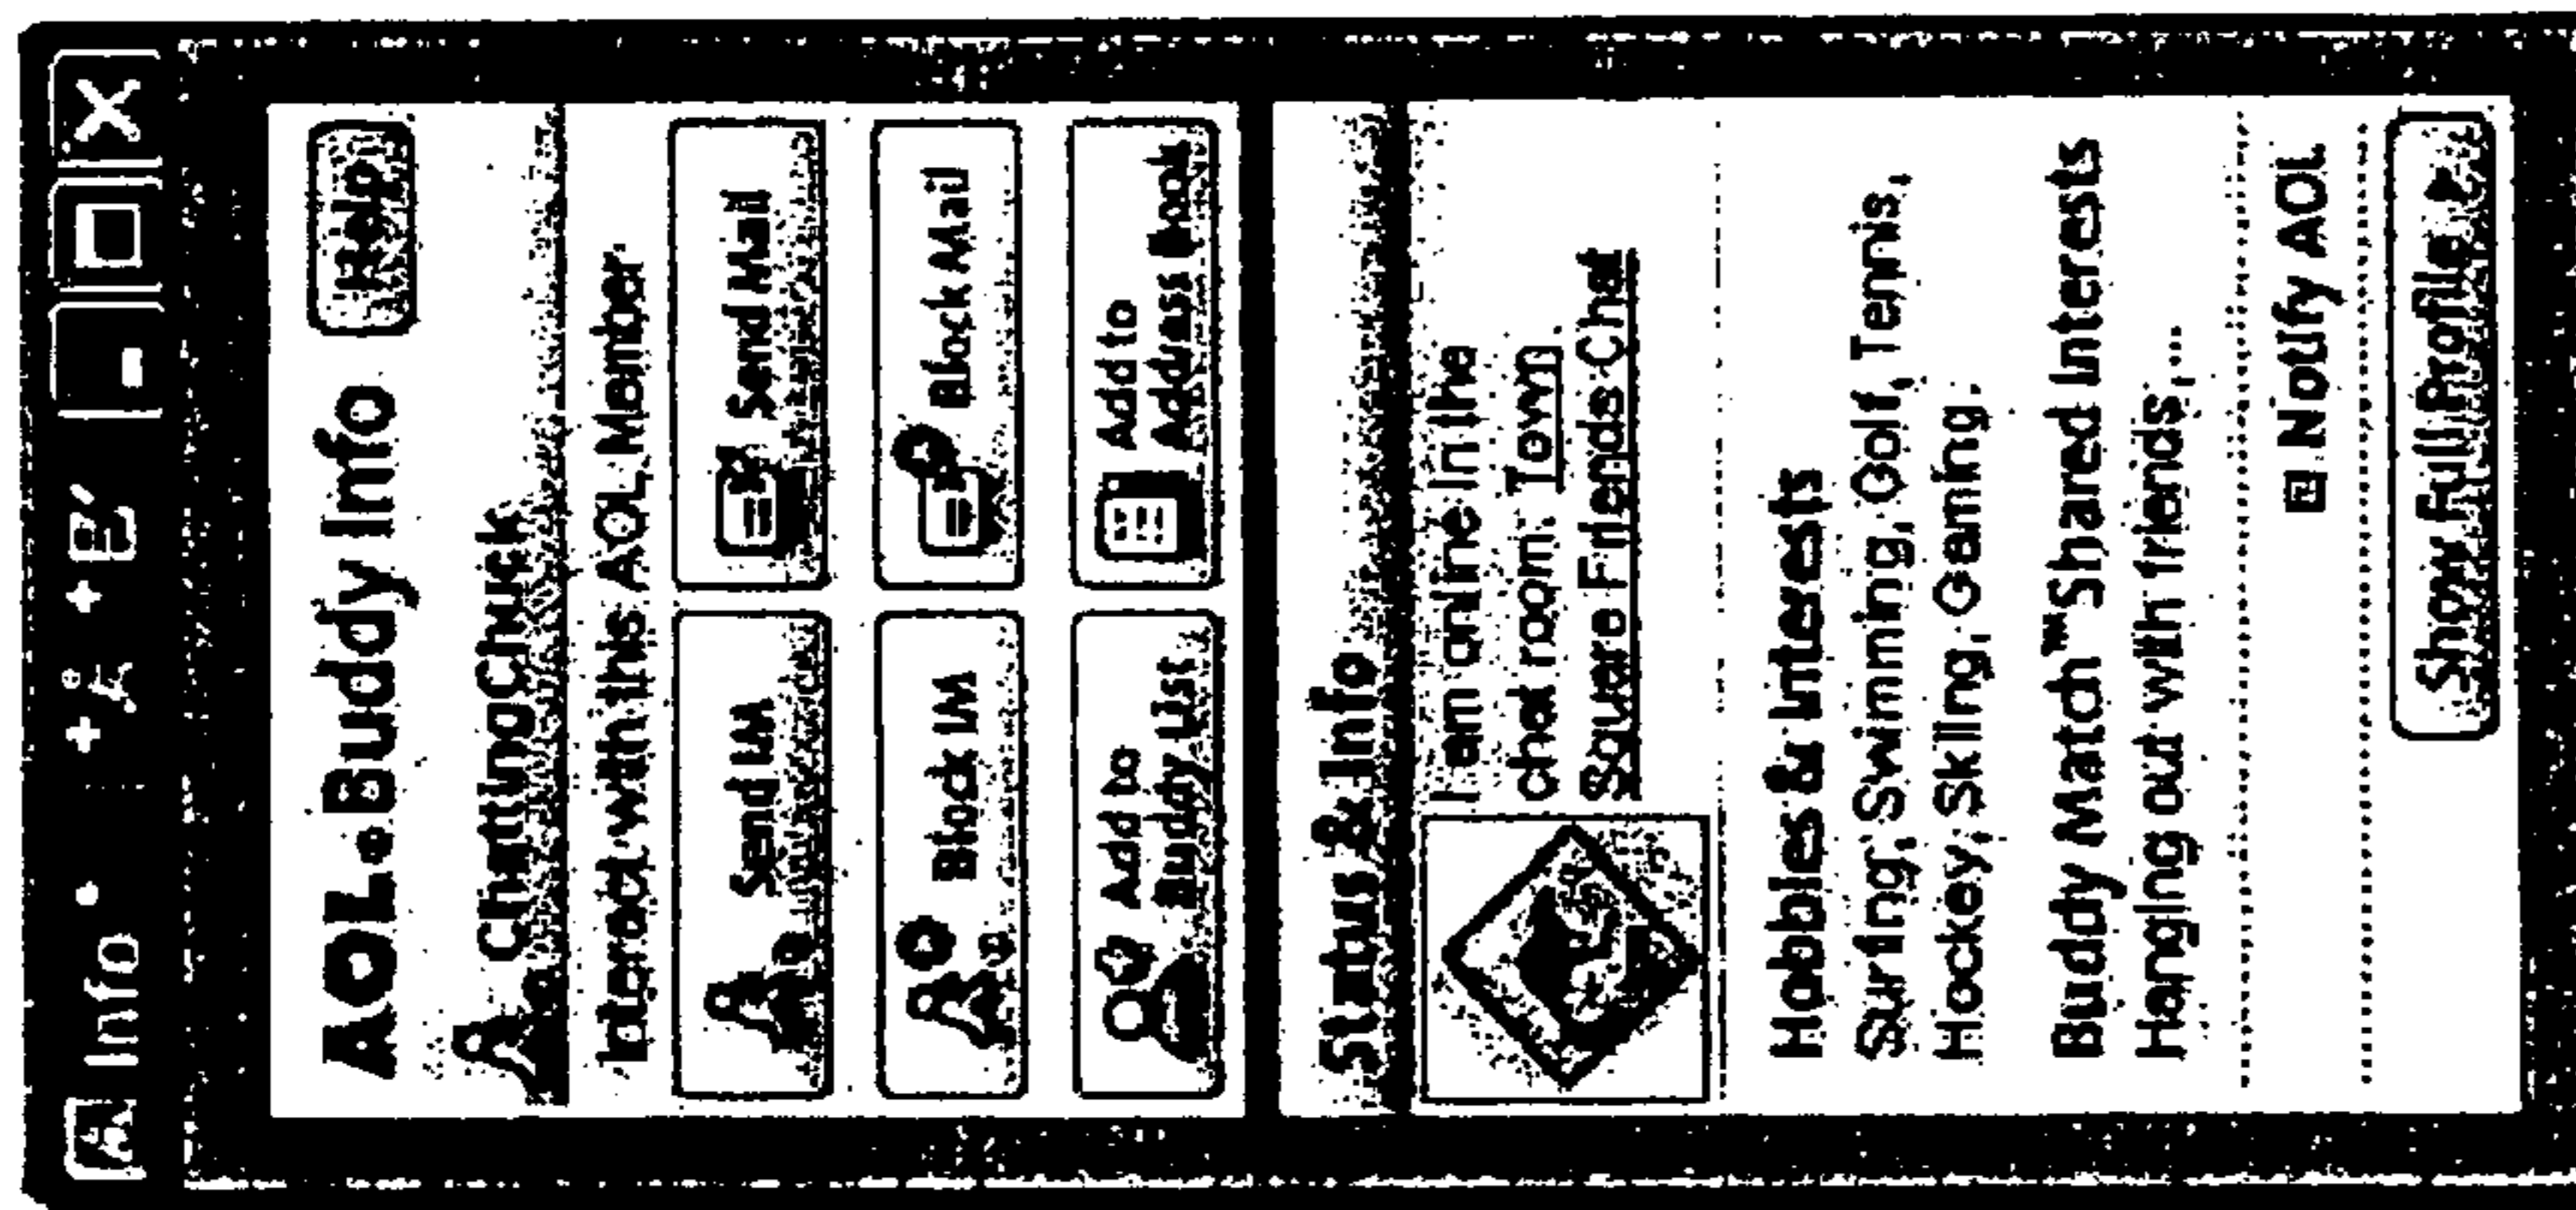 Info
AOL Buddy Info
Help
ChattingChuck
Interact with this AOL Member
Send IM
Send Mail
Block IM
Block Mail
Add to
Buddy List
Add to
Address Book
Status & Info
I am online in the
chat room: Town
Square Friends Chat
Hobbies & Interests
Surfing, Swimming, Golf, Tennis,
Hockey, Skiing, Gaming.
Buddy Match™ Shared Interests
Hanging out with friends,...
Notify AOL
Show Full Profile